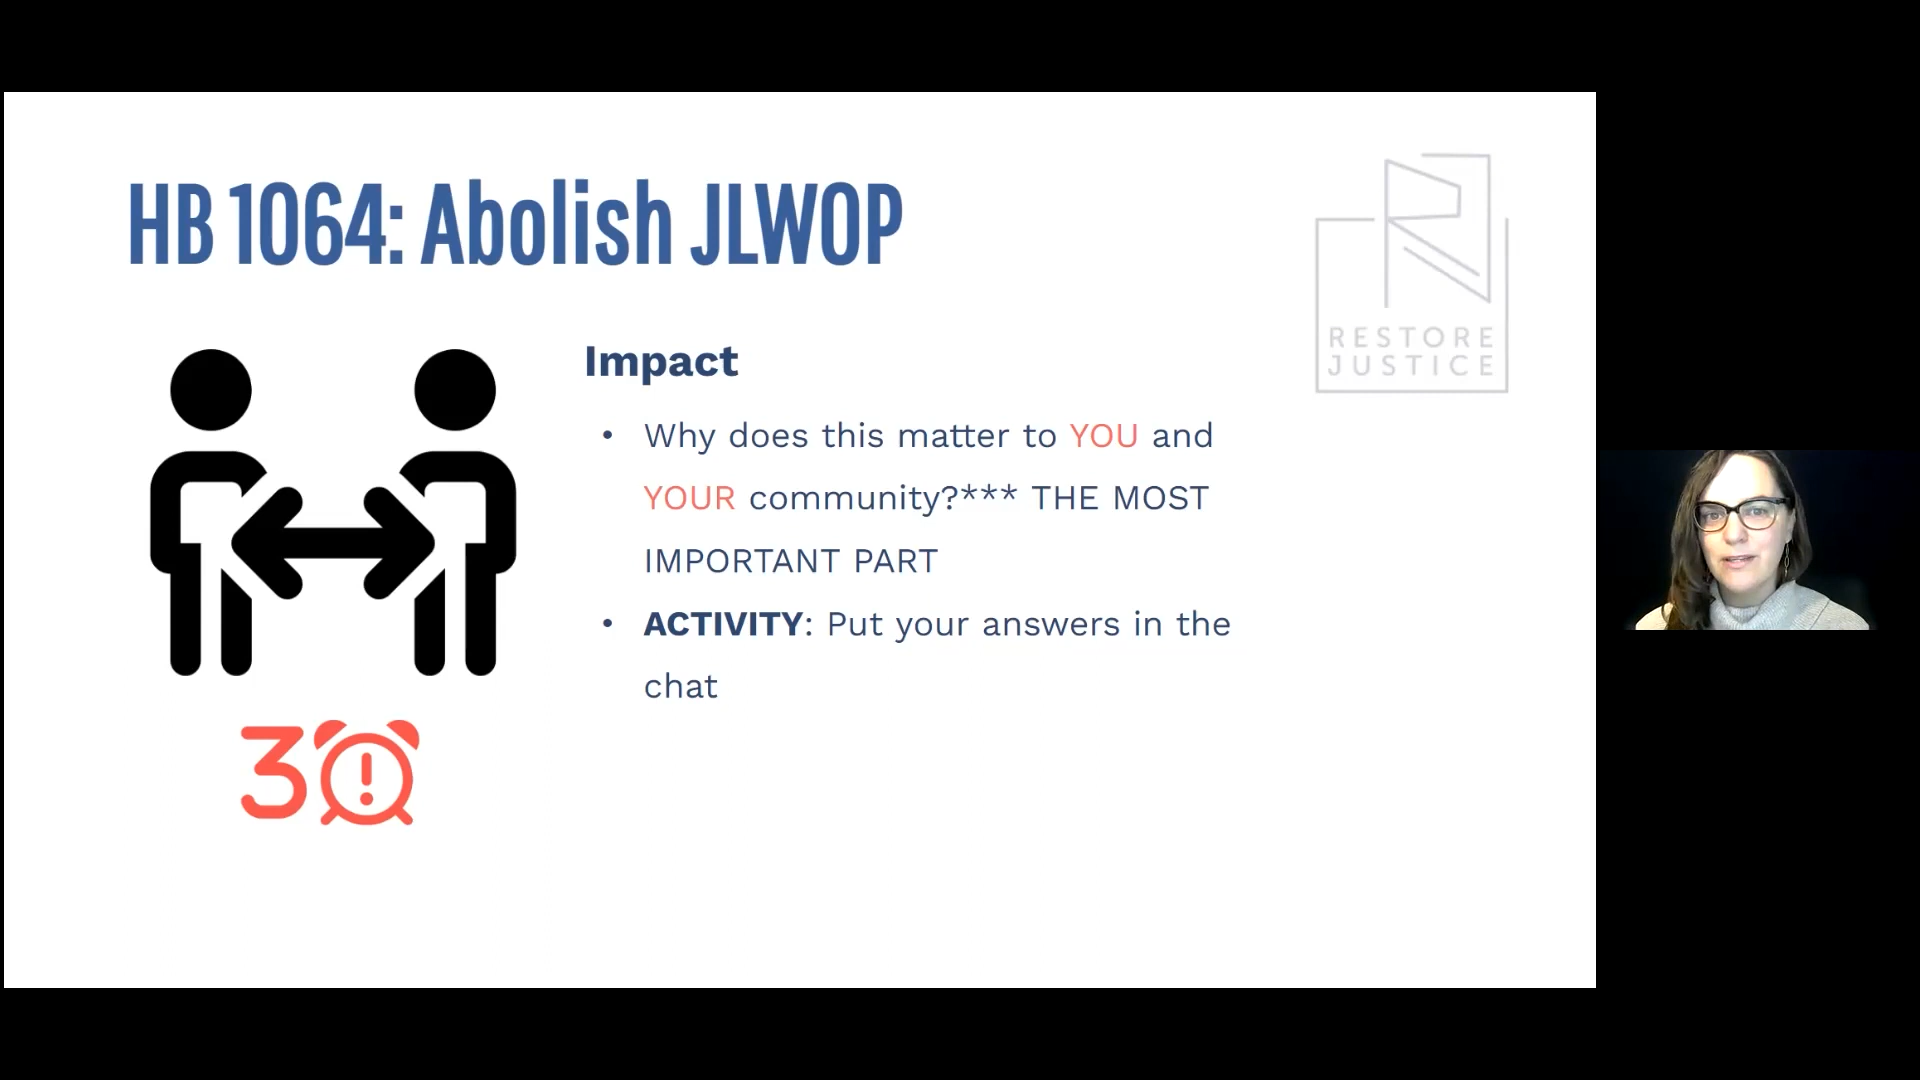 HB 1064: Abolish JLWOP
RESTORE
JUSTICE
Impact
• Why does this matter to YOU and
YOUR community?*** THE MOST
IMPORTANT PART
• ACTIVITY: Put your answers in the
chat
3!